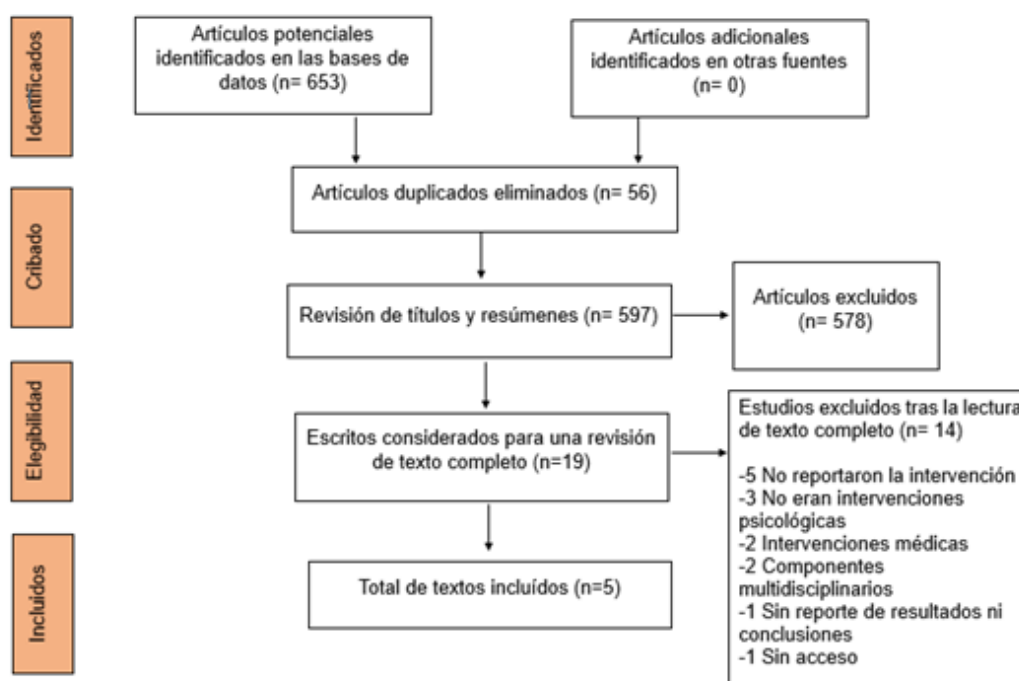 Identificados
Artículos potenciales
identificados en las bases de
datos (n= 653)
Artículos adicionales
identificados en otras fuentes
(n= 0)
Cribado
Artículos duplicados eliminados (n= 56)
Revisión de títulos y resúmenes (n= 597)
Artículos excluidos
(n= 578)
Elegibilidad
Escritos considerados para una revisión
de texto completo (n=19)
Estudios excluidos tras la lectura
de texto completo (n= 14)
-5 No reportaron la intervención
-3 No eran intervenciones
psicológicas
-2 Intervenciones médicas
-2 Componentes
multidisciplinarios
-1 Sin reporte de resultados ni
conclusiones
-1 Sin acceso
Incluidos
Total de textos incluídos (n=5)